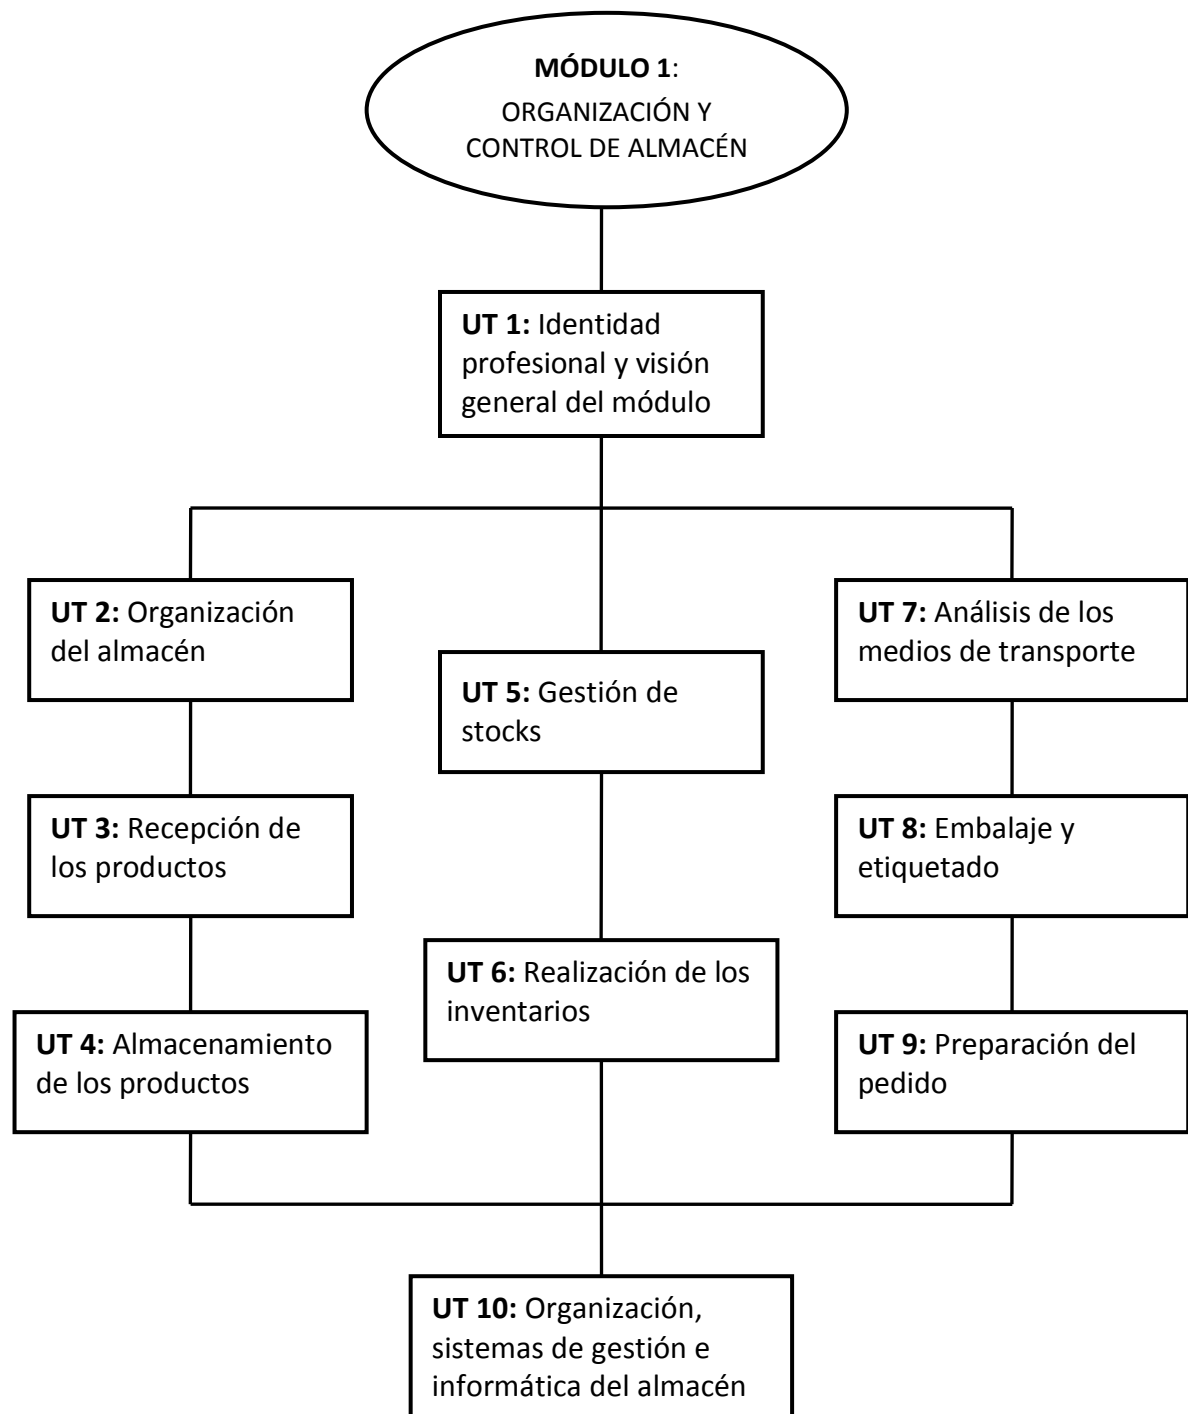 MÓDULO 1:
ORGANIZACIÓN Y
CONTROL DE ALMACÉN
UT 1: Identidad
profesional y visión
general del módulo
UT 2: Organización
del almacén
UT 3: Recepción de
los productos
UT 4: Almacenamiento
de los productos
UT 5: Gestión de
stocks
UT 6: Realización de los
inventarios
UT 7: Análisis de los
medios de transporte
UT 8: Embalaje y
etiquetado
UT 9: Preparación del
pedido
UT 10: Organización,
sistemas de gestión e
informática del almacén